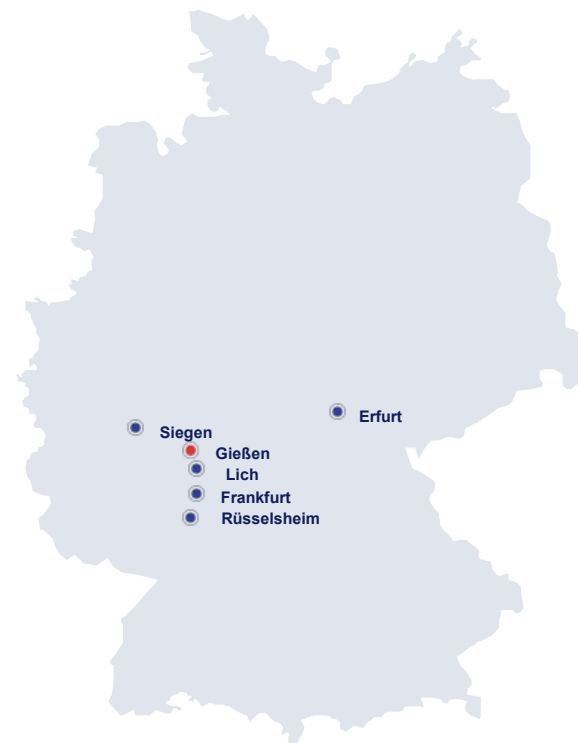 Erfurt
Siegen
Gießen
Lich
Frankfurt
Rüsselsheim